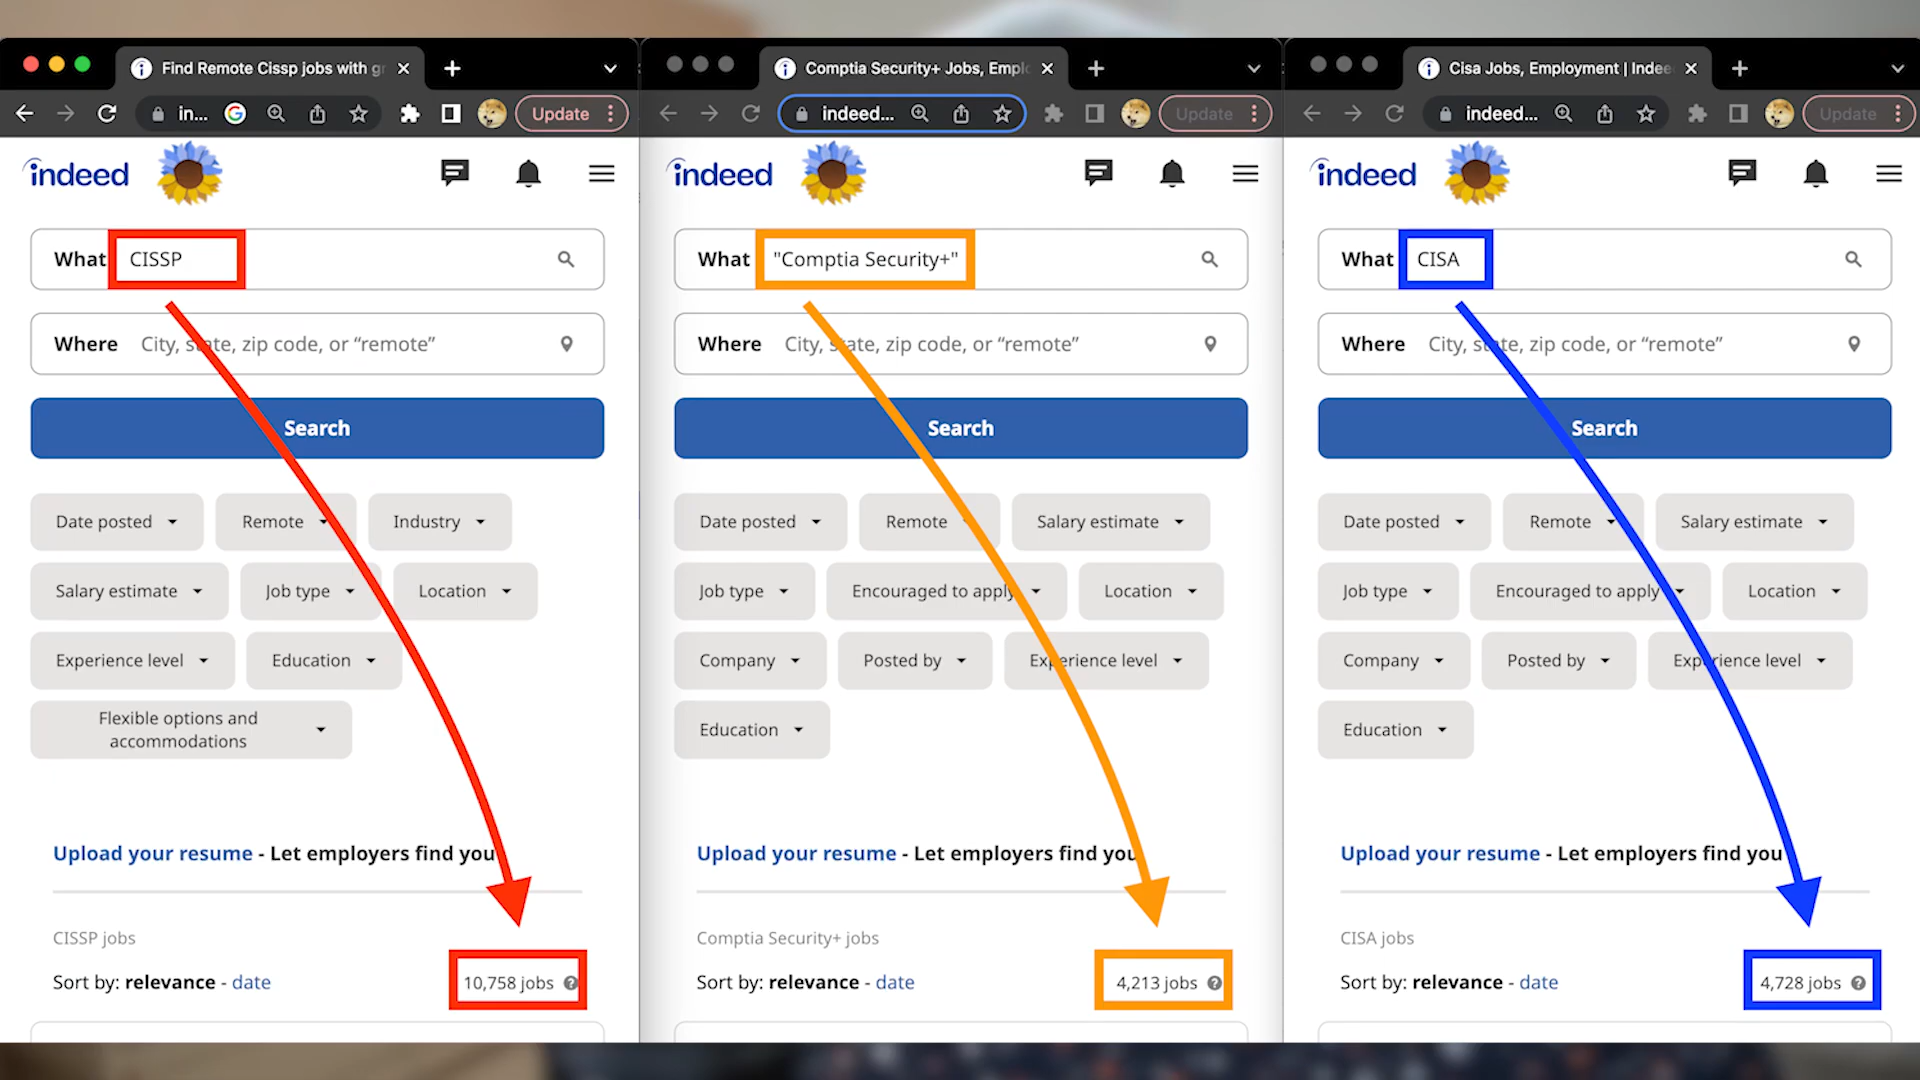 Find Remote Cissp jobs with gr
in...
Update
indeed
What CISSP
Where City, state, zip code, or “remote”
Search
Date posted
Remote
Industry
Salary estimate
Job type
Location
Experience level
Education
Flexible options and
accommodations
Upload your resume - Let employers find you
CISSP jobs
Sort by: relevance - date
10,758 jobs
Comptia Security+ Jobs, Empl
indeed...
Update
indeed
What "Comptia Security+"
Where City, state, zip code, or “remote”
Search
Date posted
Remote
Salary estimate
Job type
Encouraged to apply
Location
Company
Posted by
Experience level
Education
Upload your resume - Let employers find you
Comptia Security+ jobs
Sort by: relevance - date
4,213 jobs
Cisa Jobs, Employment | Indee
indeed...
Update
indeed
What CISA
Where City, state, zip code, or “remote”
Search
Date posted
Remote
Salary estimate
Job type
Encouraged to apply
Location
Company
Posted by
Experience level
Education
Upload your resume - Let employers find you
CISA jobs
Sort by: relevance - date
4,728 jobs